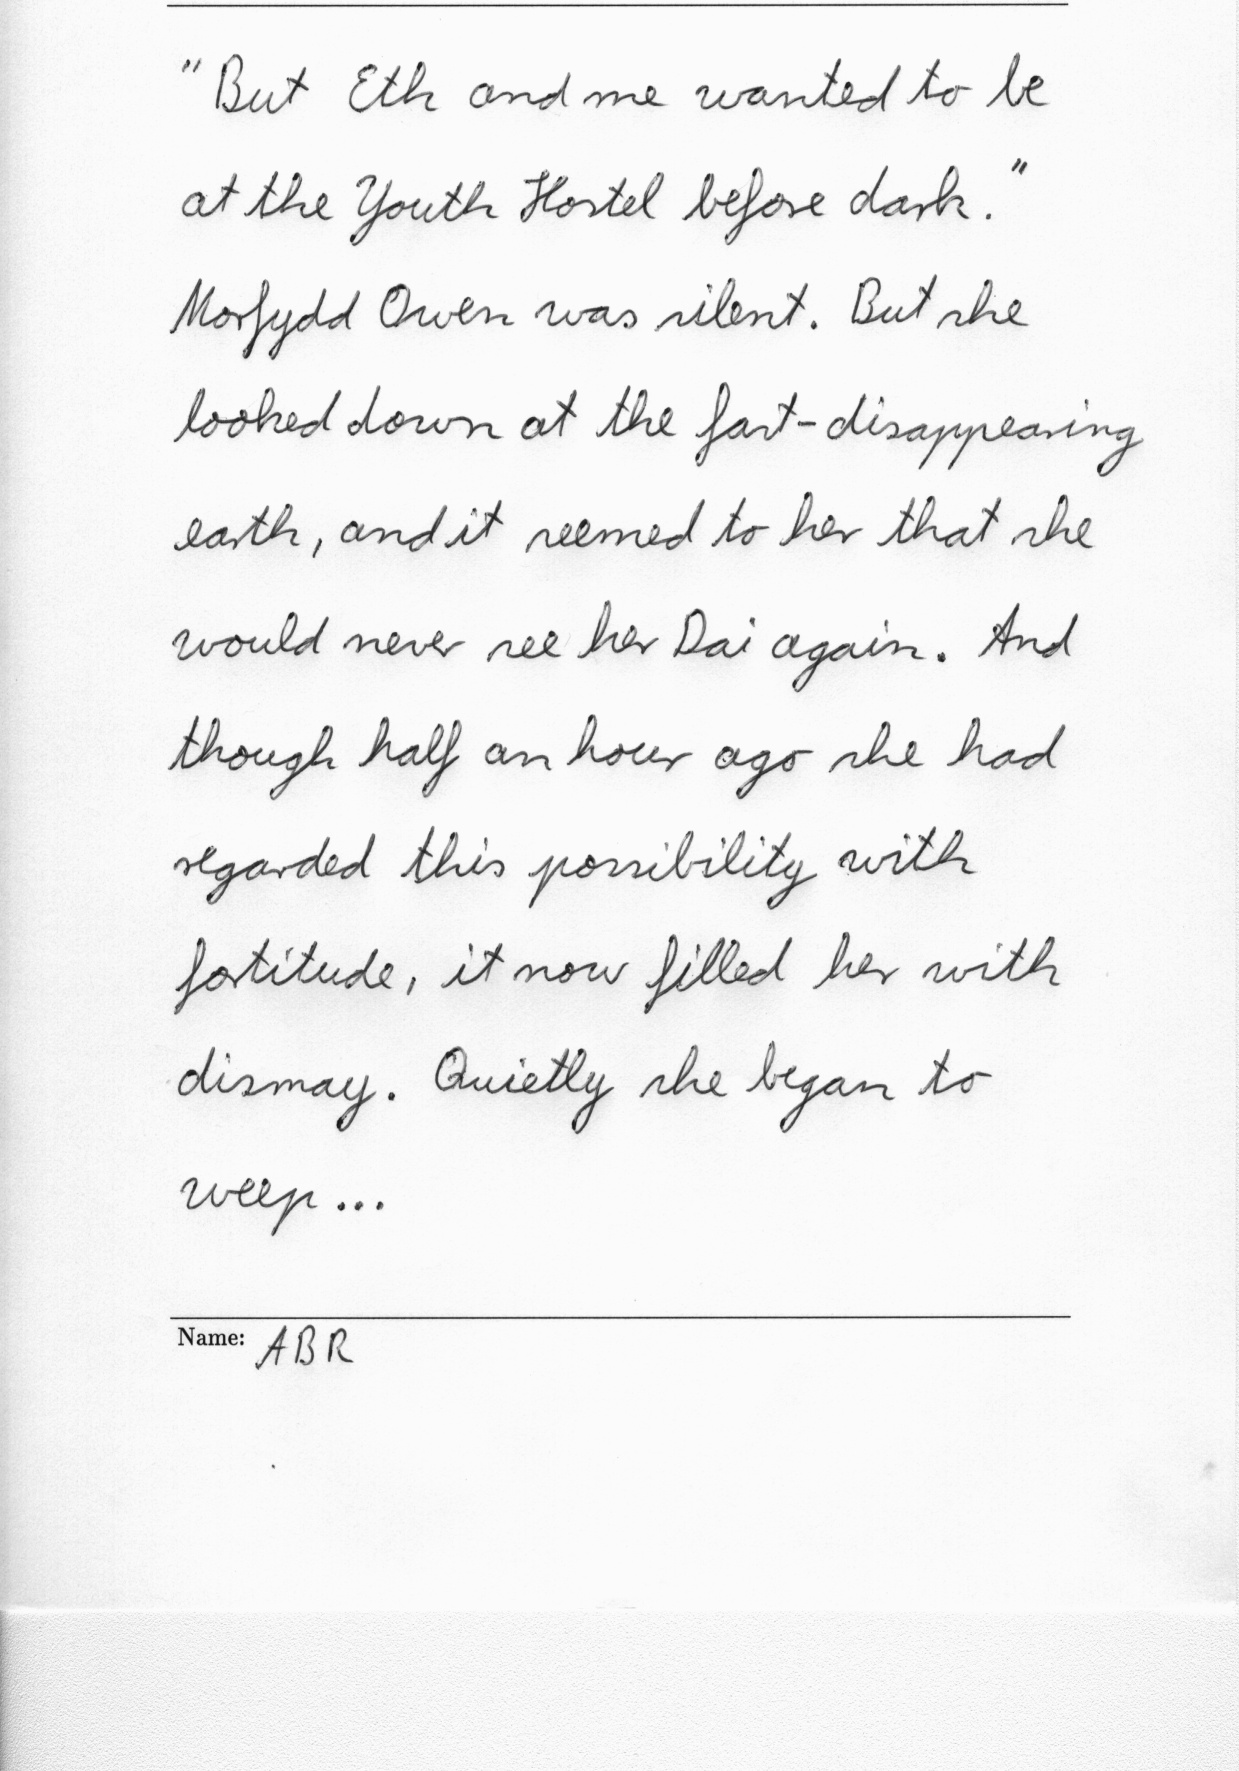 "But Eth and me wanted to be
at the Youth Hostel before dark."
Morfydd Owen was silent. But she
looked down at the fast-disappearing
earth, and it seemed to her that she
would never see her Dai again. And
though half an hour ago she had
regarded this possibility with
fortitude, it now filled her with
dismay. Quietly she began to
weep...
Name: ABR